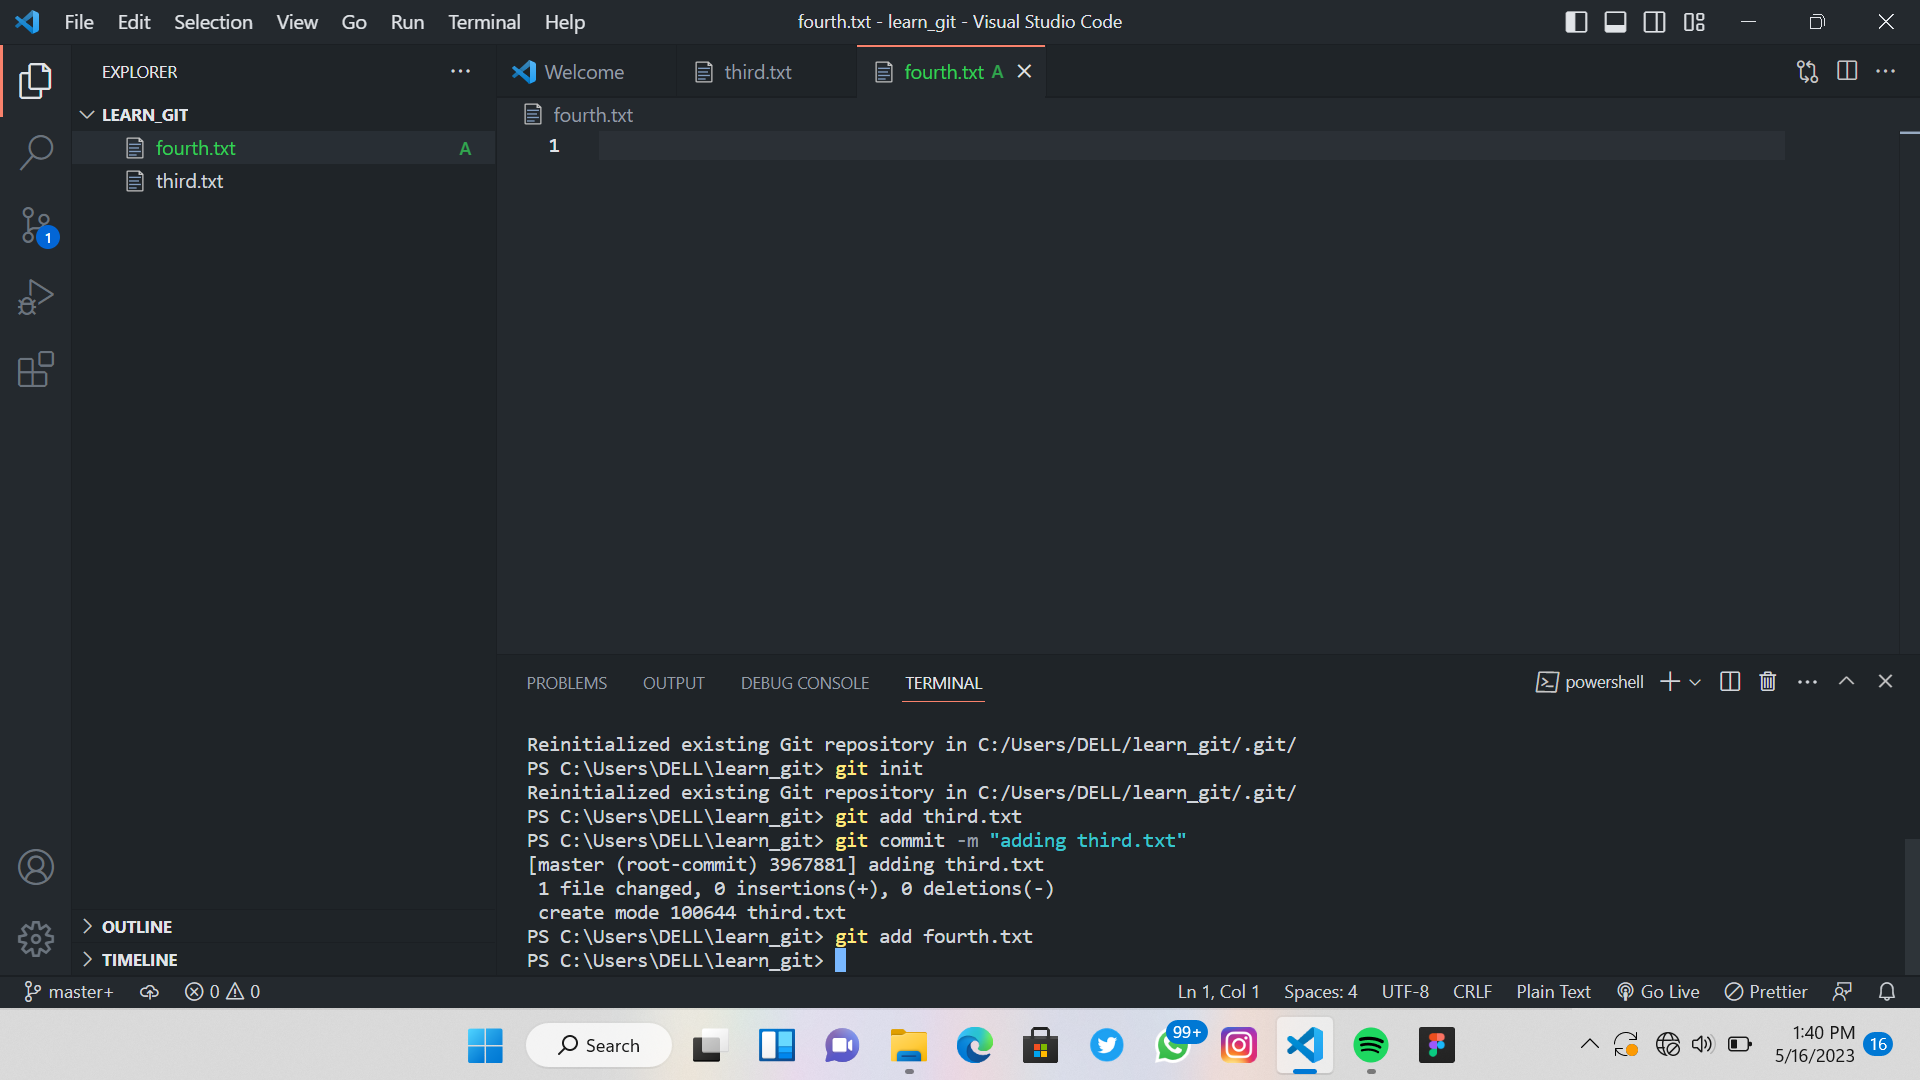 File Edit Selection View Go Run Terminal Help
fourth.txt - learn_git - Visual Studio Code
EXPLORER
LEARN_GIT
fourth.txt A
third.txt
1
OUTLINE
TIMELINE
Welcome third.txt fourth.txt A
fourth.txt
1
PROBLEMS OUTPUT DEBUG CONSOLE TERMINAL
powershell
Reinitialized existing Git repository in C:/Users/DELL/learn_git/.git/
PS C:\Users\DELL\learn_git> git init
Reinitialized existing Git repository in C:/Users/DELL/learn_git/.git/
PS C:\Users\DELL\learn_git> git add third.txt
PS C:\Users\DELL\learn_git> git commit -m "adding third.txt"
[master (root-commit) 3967881] adding third.txt
 1 file changed, 0 insertions(+), 0 deletions(-)
 create mode 100644 third.txt
PS C:\Users\DELL\learn_git> git add fourth.txt
PS C:\Users\DELL\learn_git>
master+ 0 0 Ln 1, Col 1 Spaces: 4 UTF-8 CRLF Plain Text Go Live Prettier
Search
99+
1:40 PM
5/16/2023
16